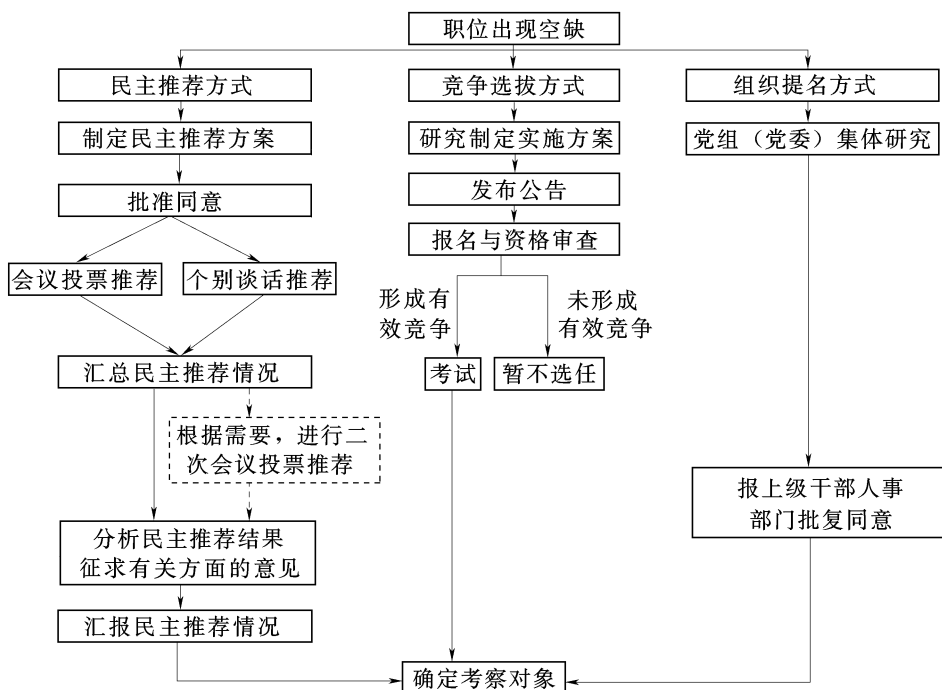 职位出现空缺
民主推荐方式
竞争选拔方式
组织提名方式
制定民主推荐方案
研究制定实施方案
党组（党委）集体研究
批准同意
发布公告
报名与资格审查
会议投票推荐
个别谈话推荐
形成有
效竞争
未形成
有效竞争
汇总民主推荐情况
考试
暂不选任
根据需要，进行二
次会议投票推荐
报上级干部人事
部门批复同意
分析民主推荐结果
征求有关方面的意见
汇报民主推荐情况
确定考察对象